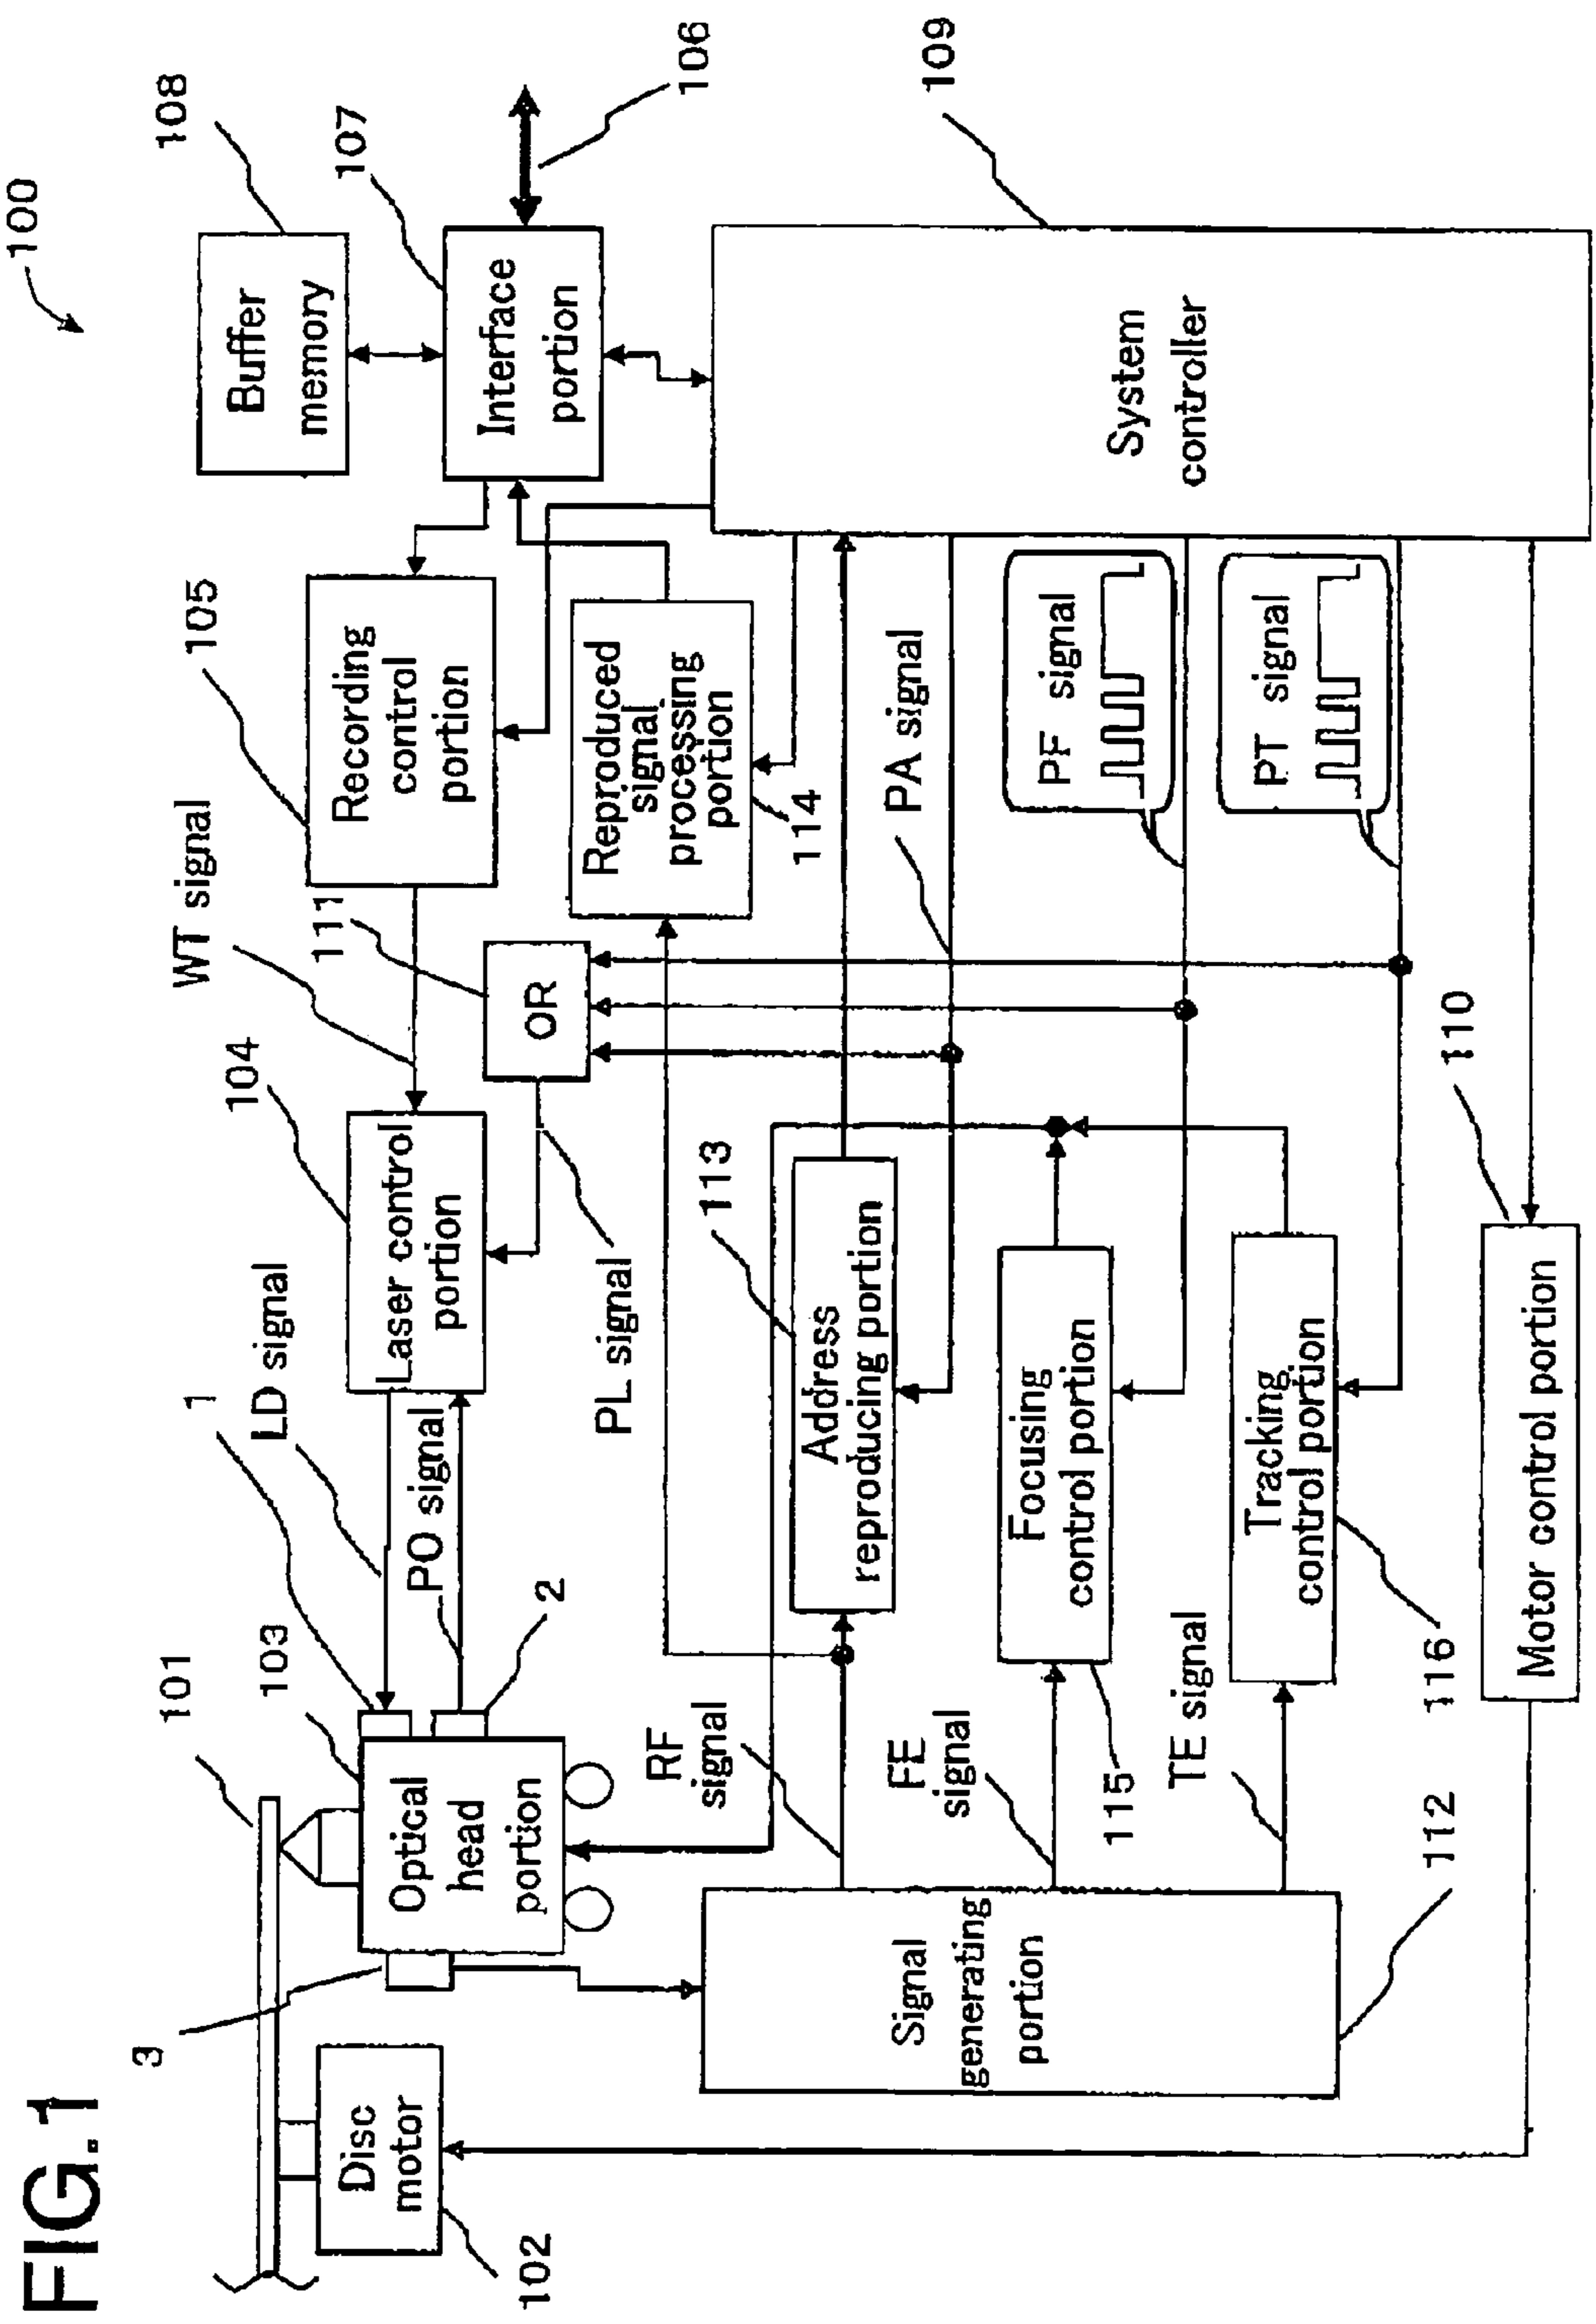 FIG.1
100
101
3
Disc
motor
102
103
1
2
Optical
head
portion
LD signal
PO signal
104
Laser control
portion
WT signal
PL signal
111
OR
105
Recording
control
portion
108
Buffer
memory
107
Interface
portion
106
Reproduced
signal
processing
portion
114
109
System
controller
RF
signal
FE
signal
TE signal
Signal
generating
portion
112
113
Address
reproducing portion
Focusing
control portion
115
Tracking
control portion
116
PA signal
PF signal
PT signal
110
Motor control portion